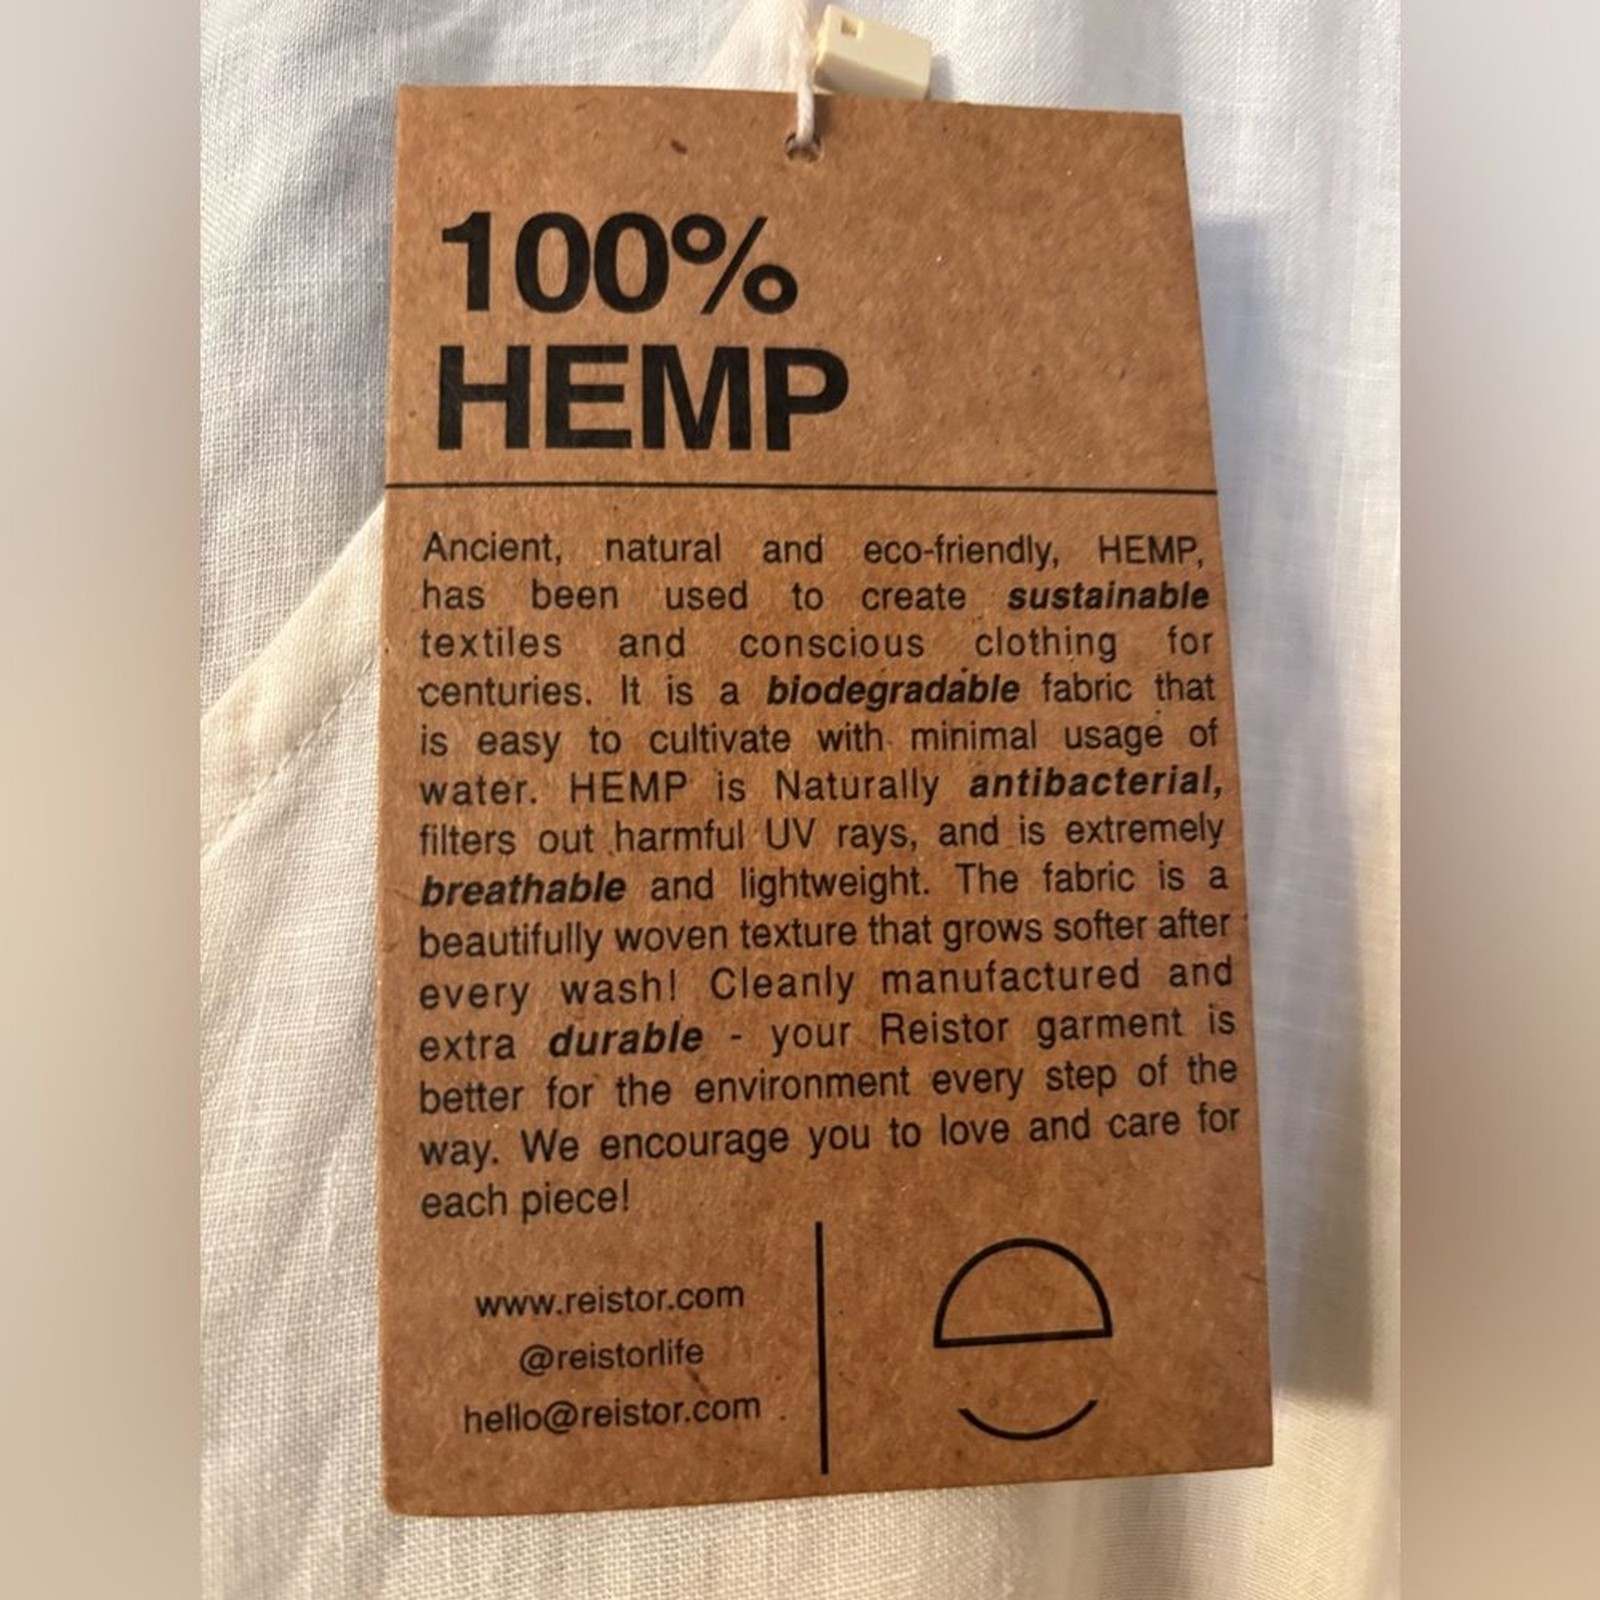 100%
HEMP
Ancient, natural and eco-friendly, HEMP,
has been used to create sustainable
textiles and conscious clothing for
centuries. It is a biodegradable fabric that
is easy to cultivate with minimal usage of
water. HEMP is Naturally antibacterial,
filters out harmful UV rays, and is extremely
breathable and lightweight. The fabric is a
beautifully woven texture that grows softer after
every wash! Cleanly manufactured and
extra durable - your Reistor garment is
better for the environment every step of the
way. We encourage you to love and care for
each piece!
www.reistor.com
@reistorlife
hello@reistor.com